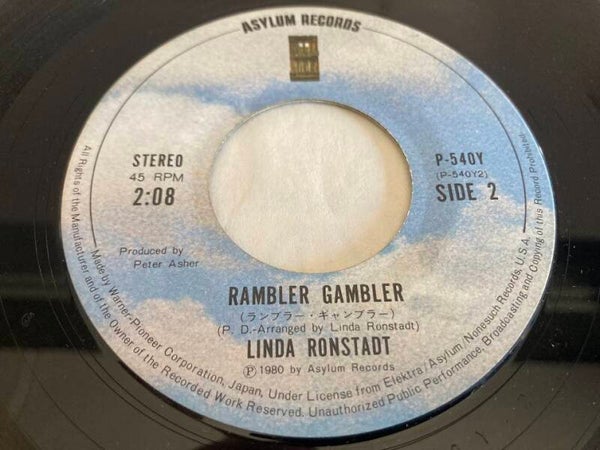 ASYLUM RECORDS
STEREO
45 RPM
2:08
P-540Y
(P-540Y2)
SIDE 2
Produced by
Peter Asher
RAMBLER GAMBLER
(ランブラー・ギャンブラー)
(P. D.-Arranged by Linda Ronstadt)
LINDA RONSTADT
Ⓟ1980 by Asylum Records
Made by Warner-Pioneer Corporation, Japan, Under License from Elektra/Asylum/Nonesuch Records, U.S.A.
All Rights of the Manufacturer and of the Owner of the Recorded Work Reserved. Unauthorized Public Performance, Broadcasting and Copying of this Record Prohibited.